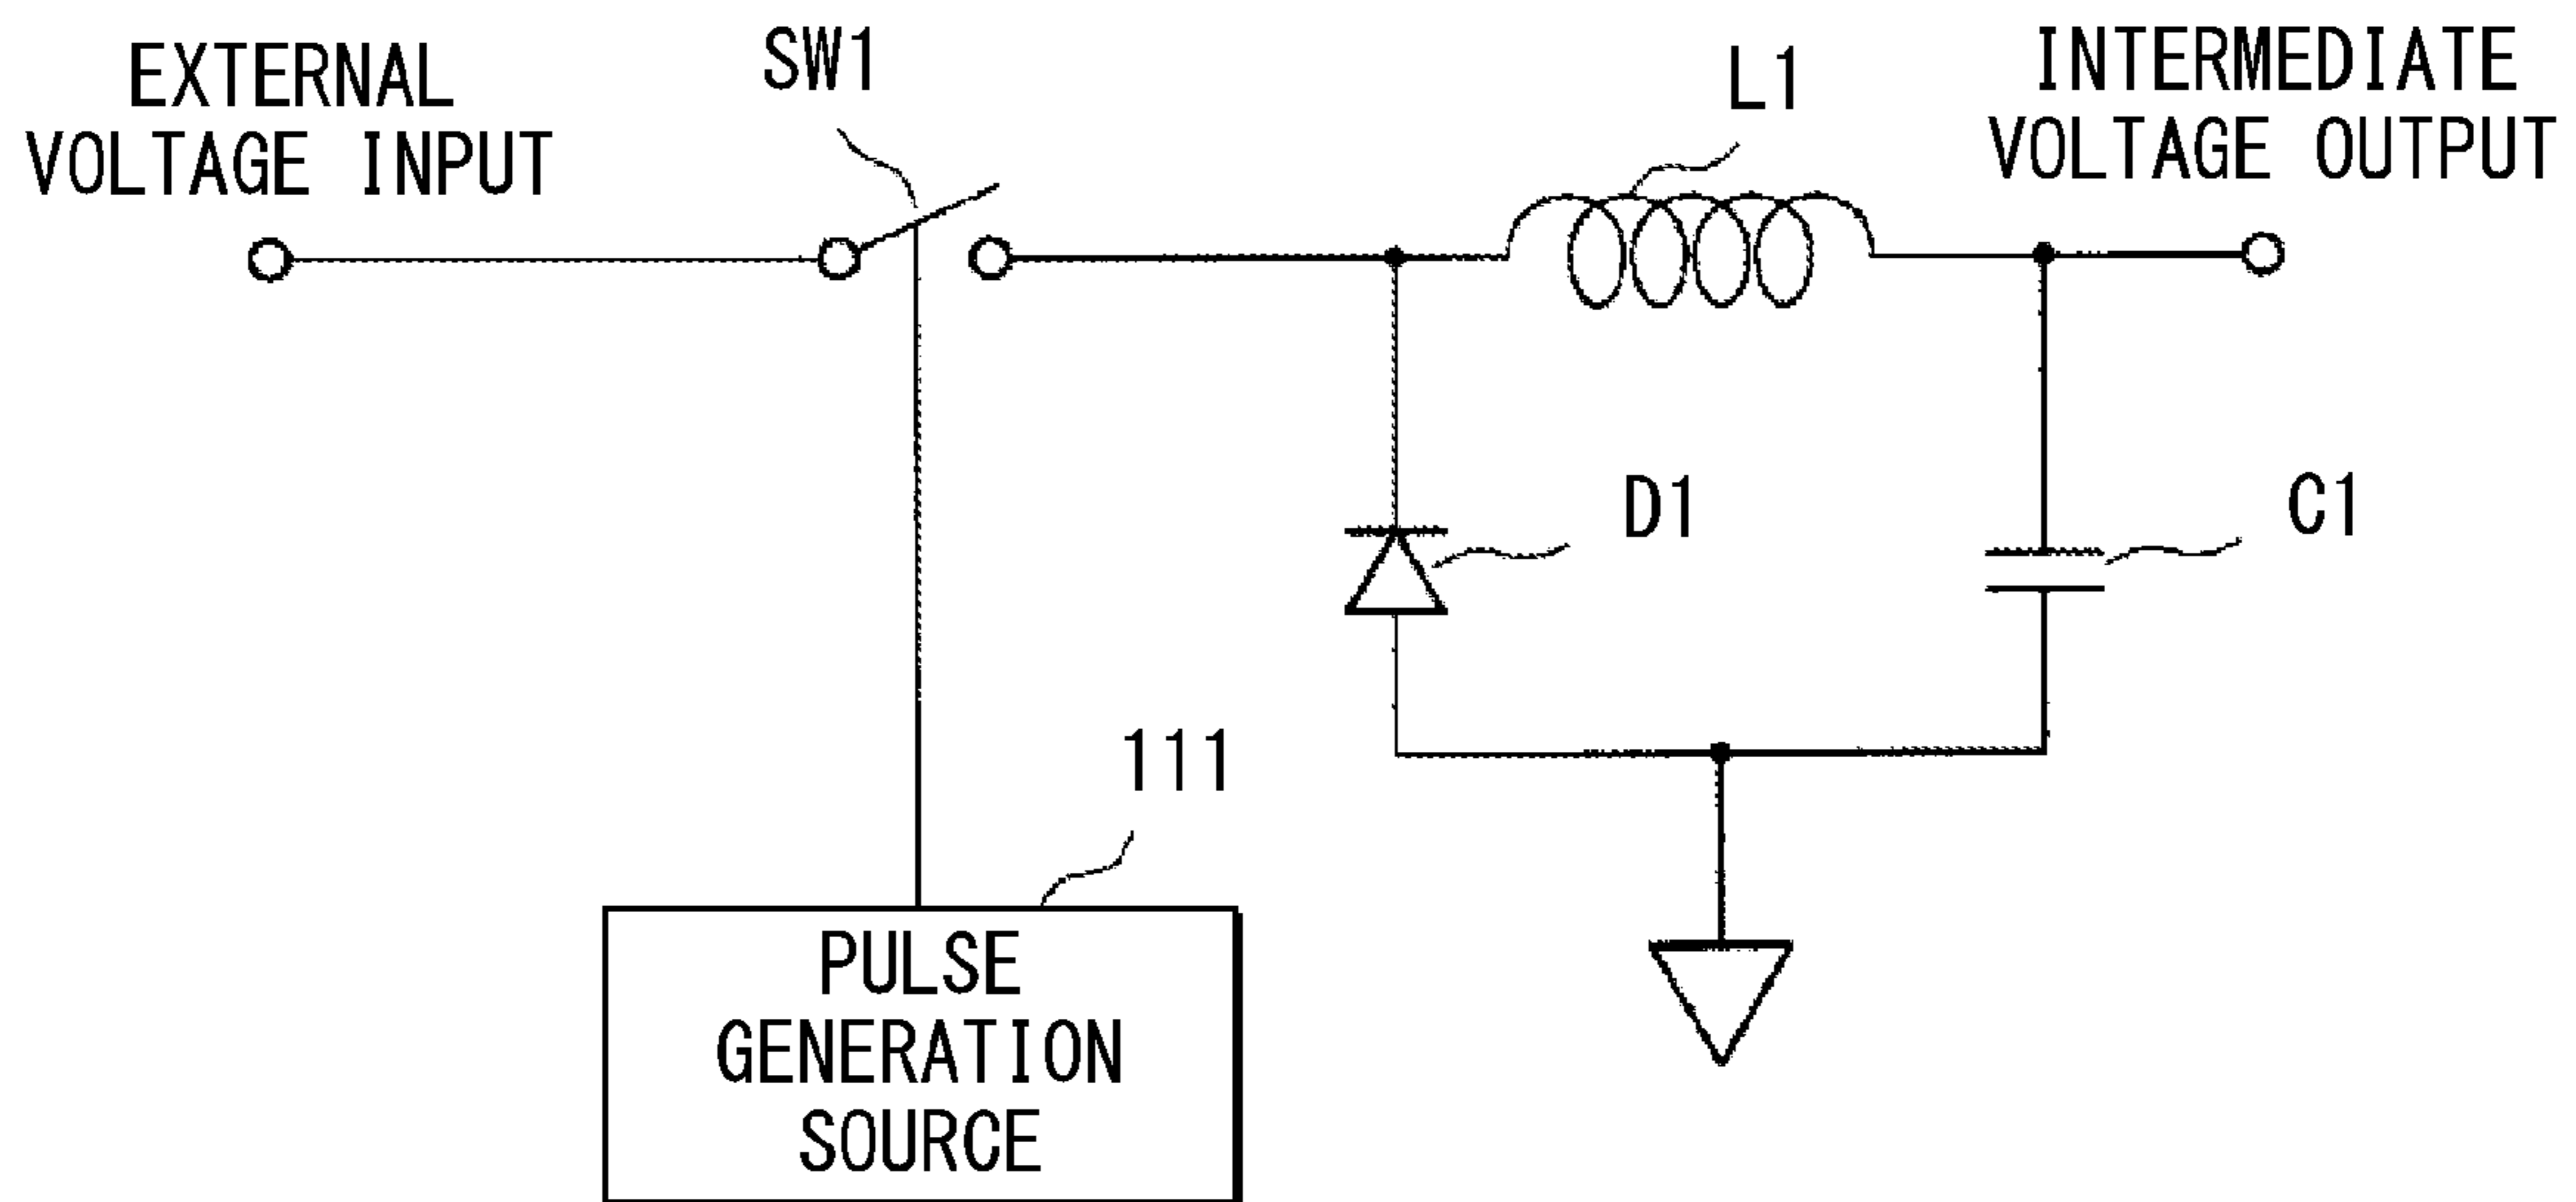 EXTERNAL
VOLTAGE INPUT
SW1
L1
INTERMEDIATE
VOLTAGE OUTPUT
D1
C1
111
PULSE
GENERATION
SOURCE